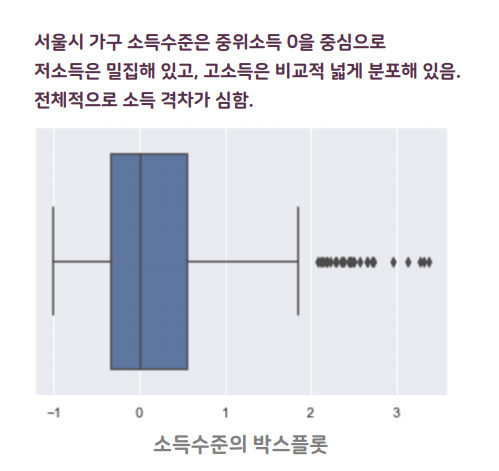 서울시 가구 소득수준은 중위소득 0을 중심으로
저소득은 밀집해 있고, 고소득은 비교적 넓게 분포해 있음.
전체적으로 소득 격차가 심함.
-1 0 1 2 3
소득수준의 박스플롯